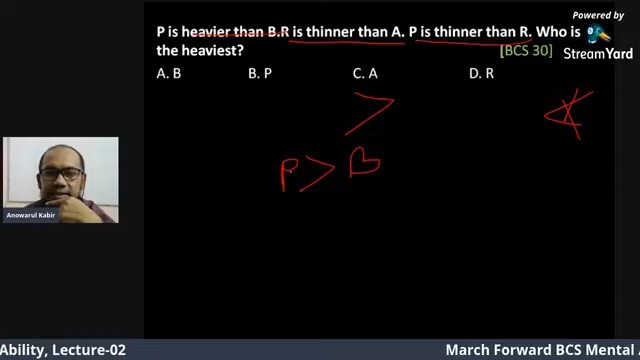 Powered by
StreamYard
P is heavier than B.R is thinner than A. P is thinner than R. Who is
the heaviest? [BCS 30]
A. B B. P C. A D. R
>
P > B
Anowarul Kabir
Ability, Lecture-02 March Forward BCS Mental